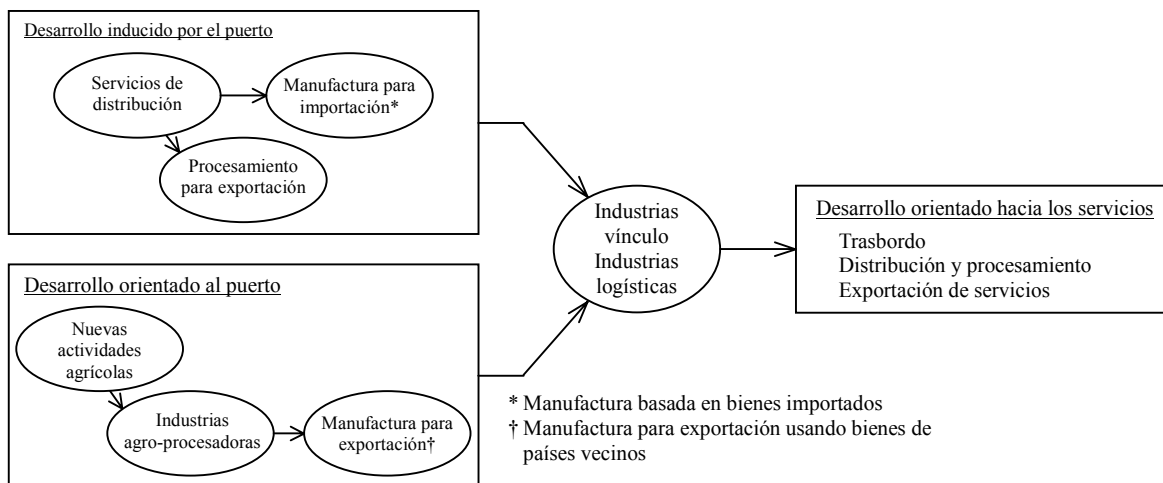 Desarrollo inducido por el puerto
Servicios de
distribución
Manufactura para
importación*
Procesamiento
para exportación
Desarrollo orientado al puerto
Nuevas
actividades
agrícolas
Industrias
agro-procesadoras
Manufactura para
exportación†
Industrias
vínculo
Industrias
logísticas
Desarrollo orientado hacia los servicios
Trasbordo
Distribución y procesamiento
Exportación de servicios
* Manufactura basada en bienes importados
† Manufactura para exportación usando bienes de
países vecinos